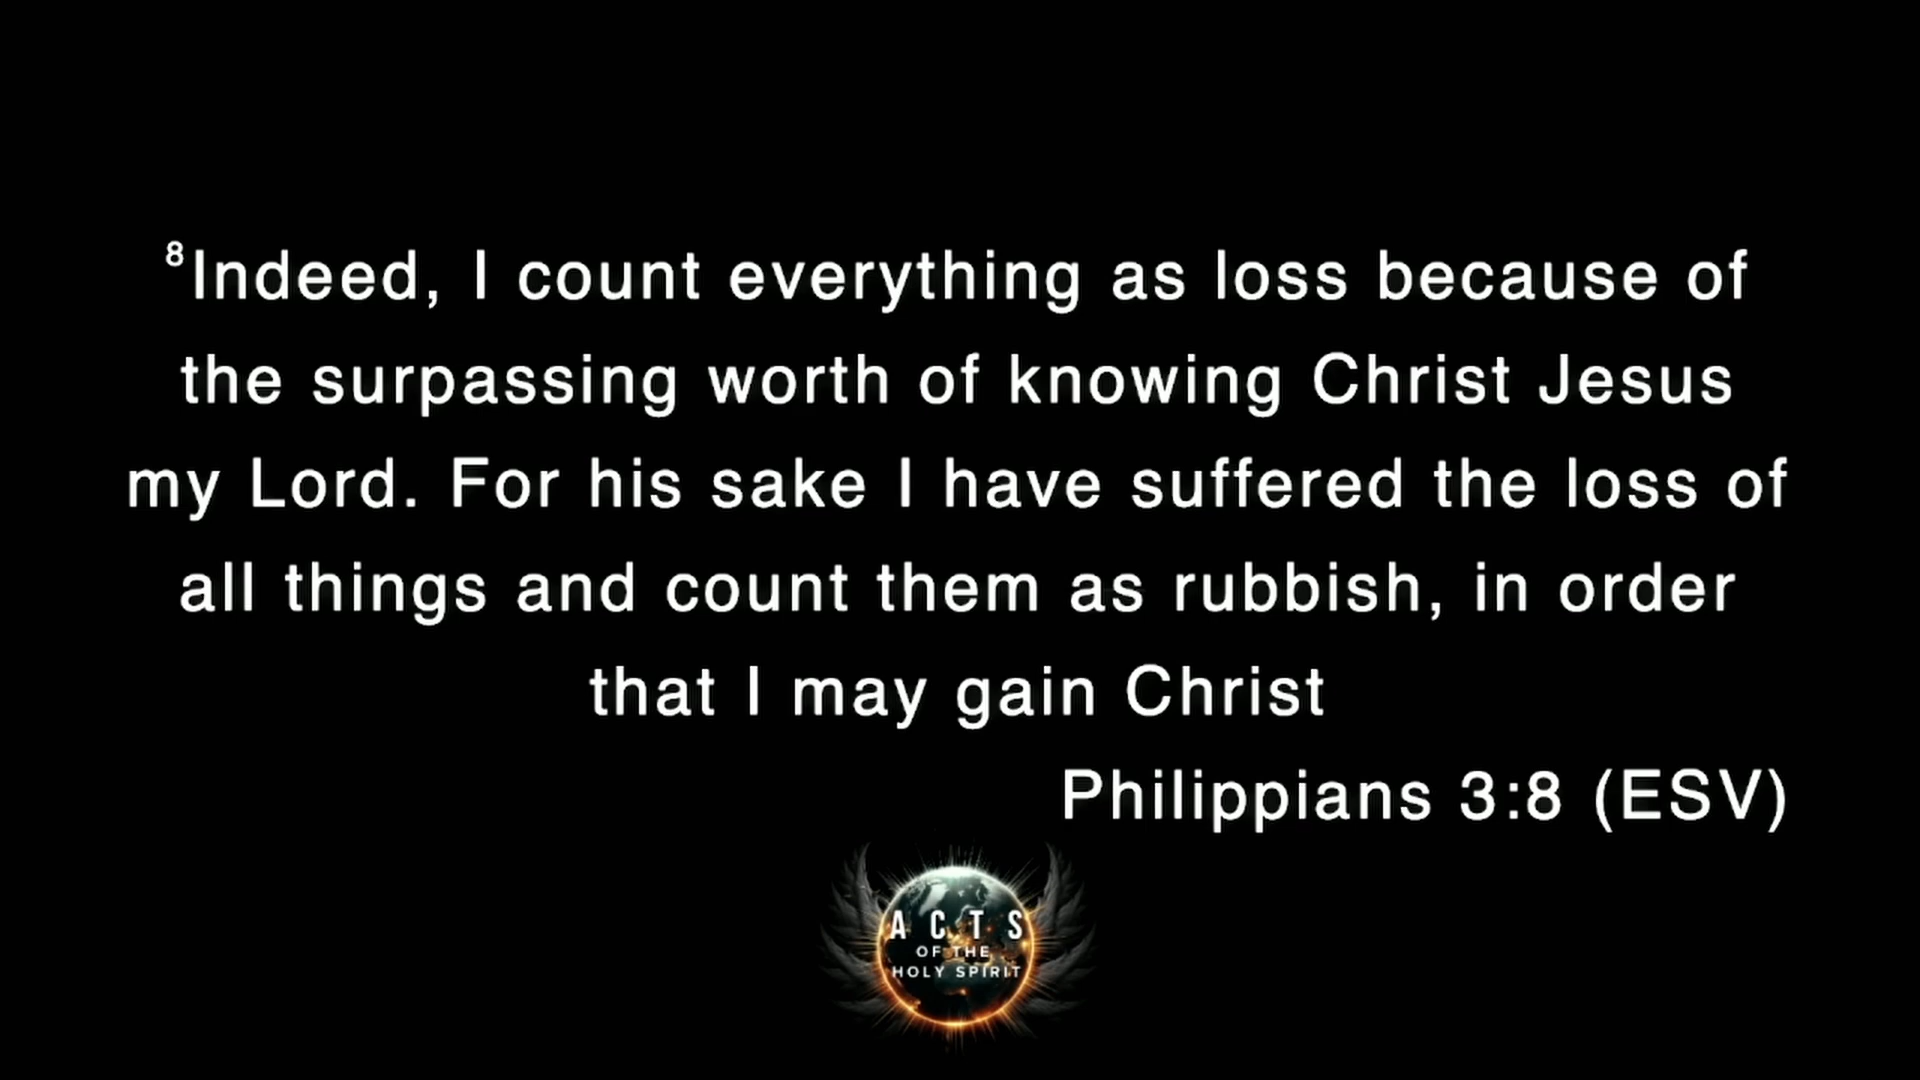 ⁸Indeed, I count everything as loss because of
the surpassing worth of knowing Christ Jesus
my Lord. For his sake I have suffered the loss of
all things and count them as rubbish, in order
that I may gain Christ
Philippians 3:8 (ESV)
ACTS
OF THE
HOLY SPIRIT